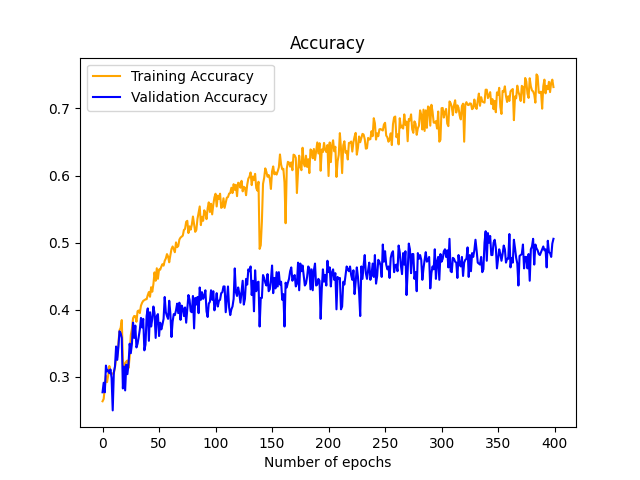 Accuracy
Training Accuracy
Validation Accuracy
0.7
0.6
0.5
0.4
0.3
0 50 100 150 200 250 300 350 400
Number of epochs